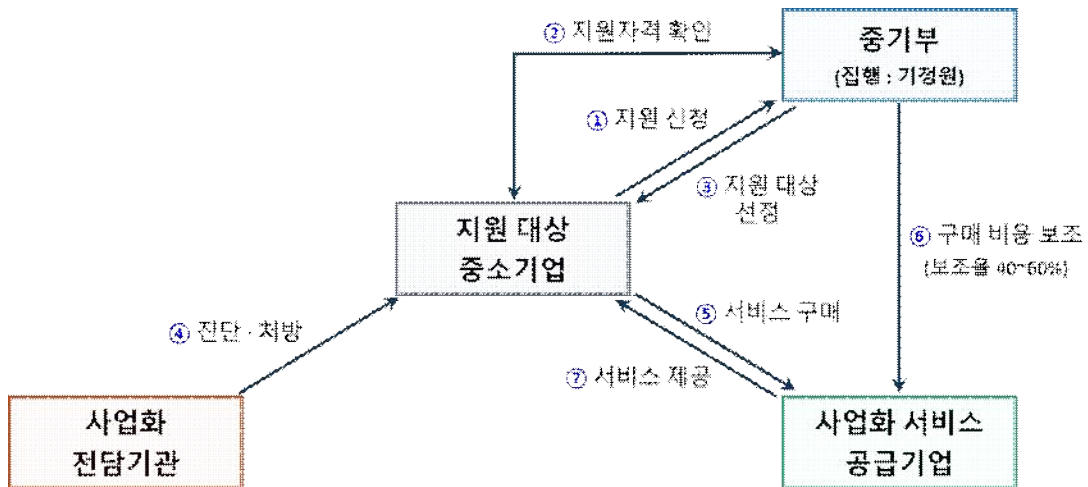 ② 지원자격 확인
중기부
(집행 : 기정원)
① 지원 신청
③ 지원 대상
선정
지원 대상
중소기업
⑥ 구매 비용 보조
(보조율 40~60%)
⑤ 서비스 구매
④ 진단 · 처방
⑦ 서비스 제공
사업화
전담기관
사업화 서비스
공급기업